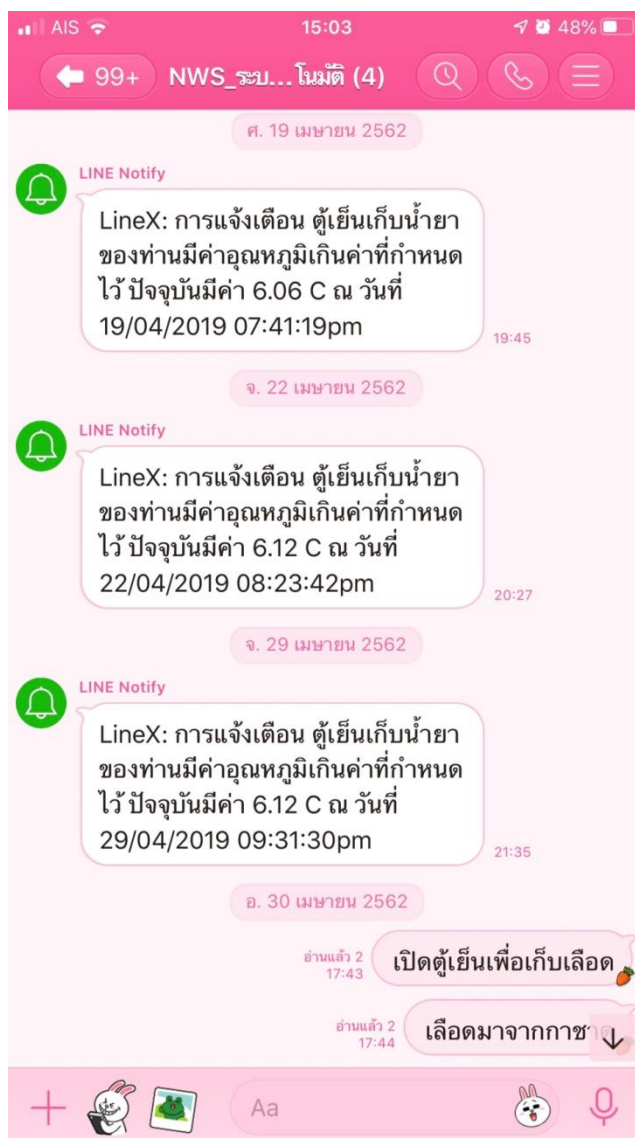 AIS 15:03 48%
99+ NWS_ระบ...โนมัติ (4)
ศ. 19 เมษายน 2562
LINE Notify
LineX: การแจ้งเตือน ตู้เย็นเก็บน้ำยา
ของท่านมีค่าอุณหภูมิเกินค่าที่กำหนด
ไว้ ปัจจุบันมีค่า 6.06 C ณ วันที่
19/04/2019 07:41:19pm
19:45
จ. 22 เมษายน 2562
LINE Notify
LineX: การแจ้งเตือน ตู้เย็นเก็บน้ำยา
ของท่านมีค่าอุณหภูมิเกินค่าที่กำหนด
ไว้ ปัจจุบันมีค่า 6.12 C ณ วันที่
22/04/2019 08:23:42pm
20:27
จ. 29 เมษายน 2562
LINE Notify
LineX: การแจ้งเตือน ตู้เย็นเก็บน้ำยา
ของท่านมีค่าอุณหภูมิเกินค่าที่กำหนด
ไว้ ปัจจุบันมีค่า 6.12 C ณ วันที่
29/04/2019 09:31:30pm
21:35
อ. 30 เมษายน 2562
อ่านแล้ว 2
17:43
เปิดตู้เย็นเพื่อเก็บเลือด
อ่านแล้ว 2
17:44
เลือดมาจากกาชาด
Aa